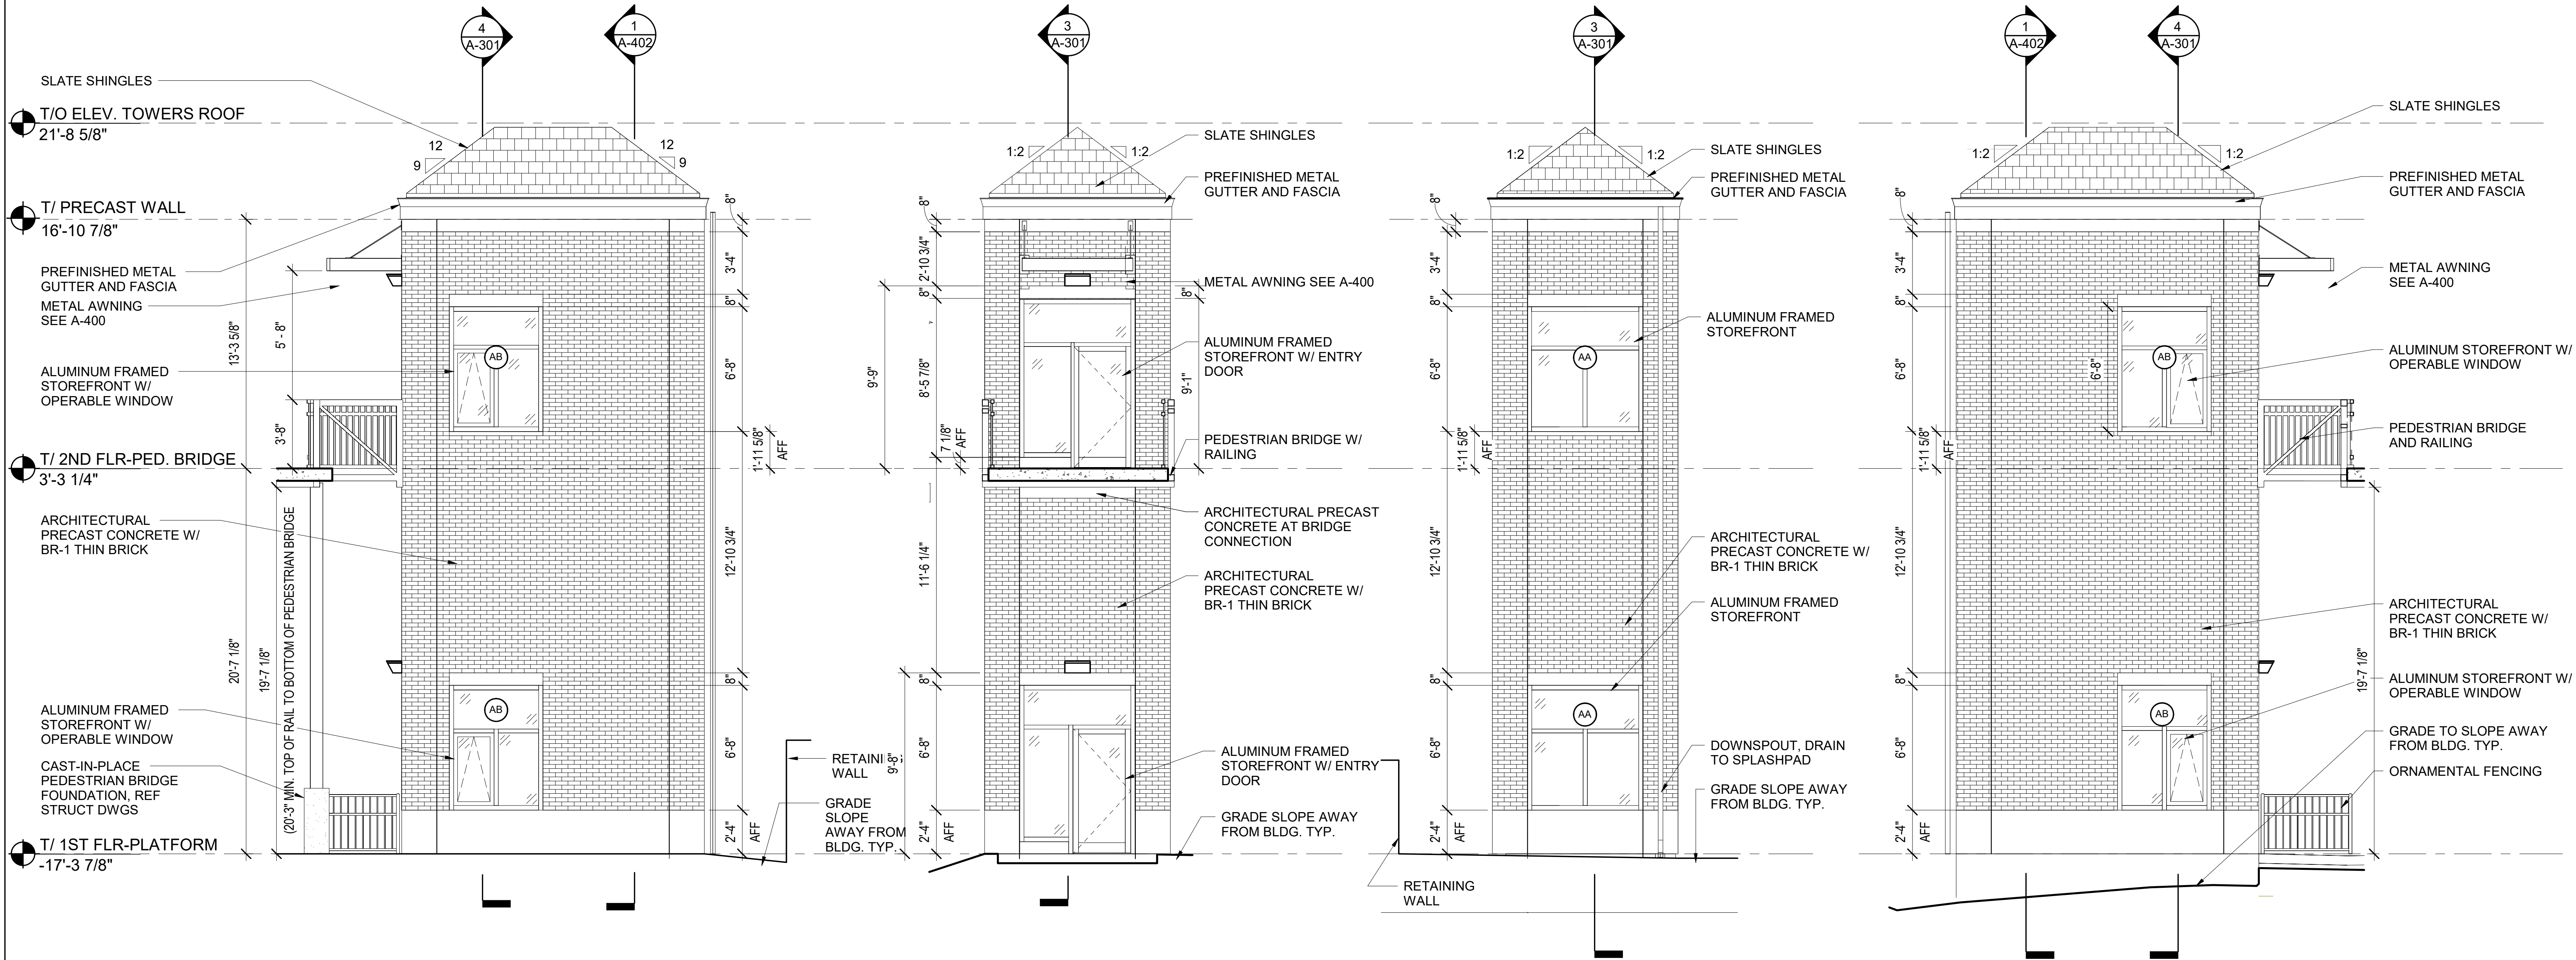 4
A-301
1
A-402
SLATE SHINGLES
T/O ELEV. TOWERS ROOF
21'-8 5/8"
12
9
12
9
T/ PRECAST WALL
16'-10 7/8"
PREFINISHED METAL
GUTTER AND FASCIA
METAL AWNING
SEE A-400
ALUMINUM FRAMED
STOREFRONT W/
OPERABLE WINDOW
T/ 2ND FLR-PED. BRIDGE
3'-3 1/4"
ARCHITECTURAL
PRECAST CONCRETE W/
BR-1 THIN BRICK
ALUMINUM FRAMED
STOREFRONT W/
OPERABLE WINDOW
CAST-IN-PLACE
PEDESTRIAN BRIDGE
FOUNDATION, REF
STRUCT DWGS
T/ 1ST FLR-PLATFORM
-17'-3 7/8"
13'-3 5/8"
5' - 8"
3'-8"
20'-7 1/8"
19'-7 1/8"
(20'-3" MIN. TOP OF RAIL TO BOTTOM OF PEDESTRIAN BRIDGE
AB
AB
8"
3'-4"
8"
6'-8"
1'-11 5/8"
AFF
12'-10 3/4"
8"
6'-8"
2'-4"
AFF
RETAINI
WALL
GRADE
SLOPE
AWAY FROM
BLDG. TYP.
3
A-301
1:2
1:2
8"
2'-10 3/4"
8"
9'-9"
8'-5 7/8"
7 1/8"
AFF
8"
9'-1"
11'-6 1/4"
8"
9'-8"
6'-8"
2'-4"
AFF
SLATE SHINGLES
PREFINISHED METAL
GUTTER AND FASCIA
METAL AWNING SEE A-400
ALUMINUM FRAMED
STOREFRONT W/ ENTRY
DOOR
PEDESTRIAN BRIDGE W/
RAILING
ARCHITECTURAL PRECAST
CONCRETE AT BRIDGE
CONNECTION
ARCHITECTURAL
PRECAST CONCRETE W/
BR-1 THIN BRICK
ALUMINUM FRAMED
STOREFRONT W/ ENTRY
DOOR
GRADE SLOPE AWAY
FROM BLDG. TYP.
3
A-301
1:2
1:2
8"
3'-4"
8"
6'-8"
1'-11 5/8"
AFF
12'-10 3/4"
8"
6'-8"
2'-4"
AFF
AA
AA
SLATE SHINGLES
PREFINISHED METAL
GUTTER AND FASCIA
ALUMINUM FRAMED
STOREFRONT
ARCHITECTURAL
PRECAST CONCRETE W/
BR-1 THIN BRICK
ALUMINUM FRAMED
STOREFRONT
DOWNSPOUT, DRAIN
TO SPLASHPAD
GRADE SLOPE AWAY
FROM BLDG. TYP.
RETAINING
WALL
1
A-402
4
A-301
1:2
1:2
8"
3'-4"
8"
6'-8"
1'-11 5/8"
AFF
12'-10 3/4"
8"
6'-8"
2'-4"
AFF
6'-8"
AB
AB
19'-7 1/8"
SLATE SHINGLES
PREFINISHED METAL
GUTTER AND FASCIA
METAL AWNING
SEE A-400
ALUMINUM STOREFRONT W/
OPERABLE WINDOW
PEDESTRIAN BRIDGE
AND RAILING
ARCHITECTURAL
PRECAST CONCRETE W/
BR-1 THIN BRICK
ALUMINUM STOREFRONT W/
OPERABLE WINDOW
GRADE TO SLOPE AWAY
FROM BLDG. TYP.
ORNAMENTAL FENCING